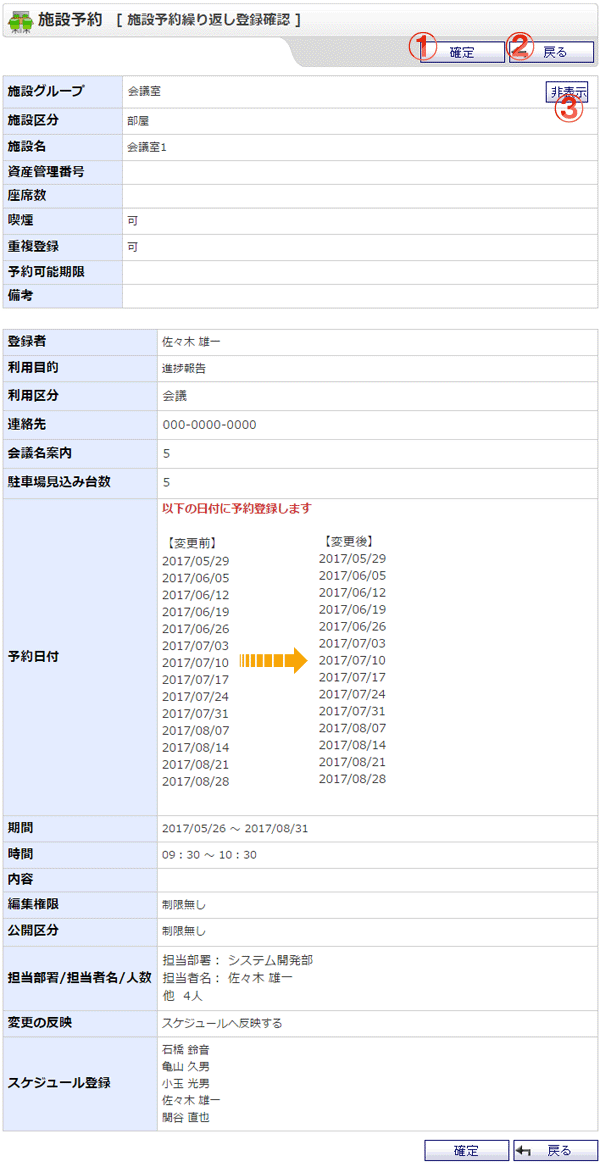 施設予約 [ 施設予約繰り返し登録確認 ]
① 確定 ② 戻る
施設グループ 会議室 非表示 ③
施設区分 部屋
施設名 会議室1
資産管理番号
座席数
喫煙 可
重複登録 可
予約可能期限
備考
登録者 佐々木 雄一
利用目的 進捗報告
利用区分 会議
連絡先 000-0000-0000
会議名案内 5
駐車場見込み台数 5
以下の日付に予約登録します
予約日付
【変更前】
2017/05/29
2017/06/05
2017/06/12
2017/06/19
2017/06/26
2017/07/03
2017/07/10
2017/07/17
2017/07/24
2017/07/31
2017/08/07
2017/08/14
2017/08/21
2017/08/28
【変更後】
2017/05/29
2017/06/05
2017/06/12
2017/06/19
2017/06/26
2017/07/03
2017/07/10
2017/07/17
2017/07/24
2017/07/31
2017/08/07
2017/08/14
2017/08/21
2017/08/28
期間 2017/05/26 ～ 2017/08/31
時間 09：30 ～ 10：30
内容
編集権限 制限無し
公開区分 制限無し
担当部署/担当者名/人数
担当部署： システム開発部
担当者名： 佐々木 雄一
他 4人
変更の反映 スケジュールへ反映する
スケジュール登録
石橋 鈴音
亀山 久男
小玉 光男
佐々木 雄一
関谷 直也
確定 戻る